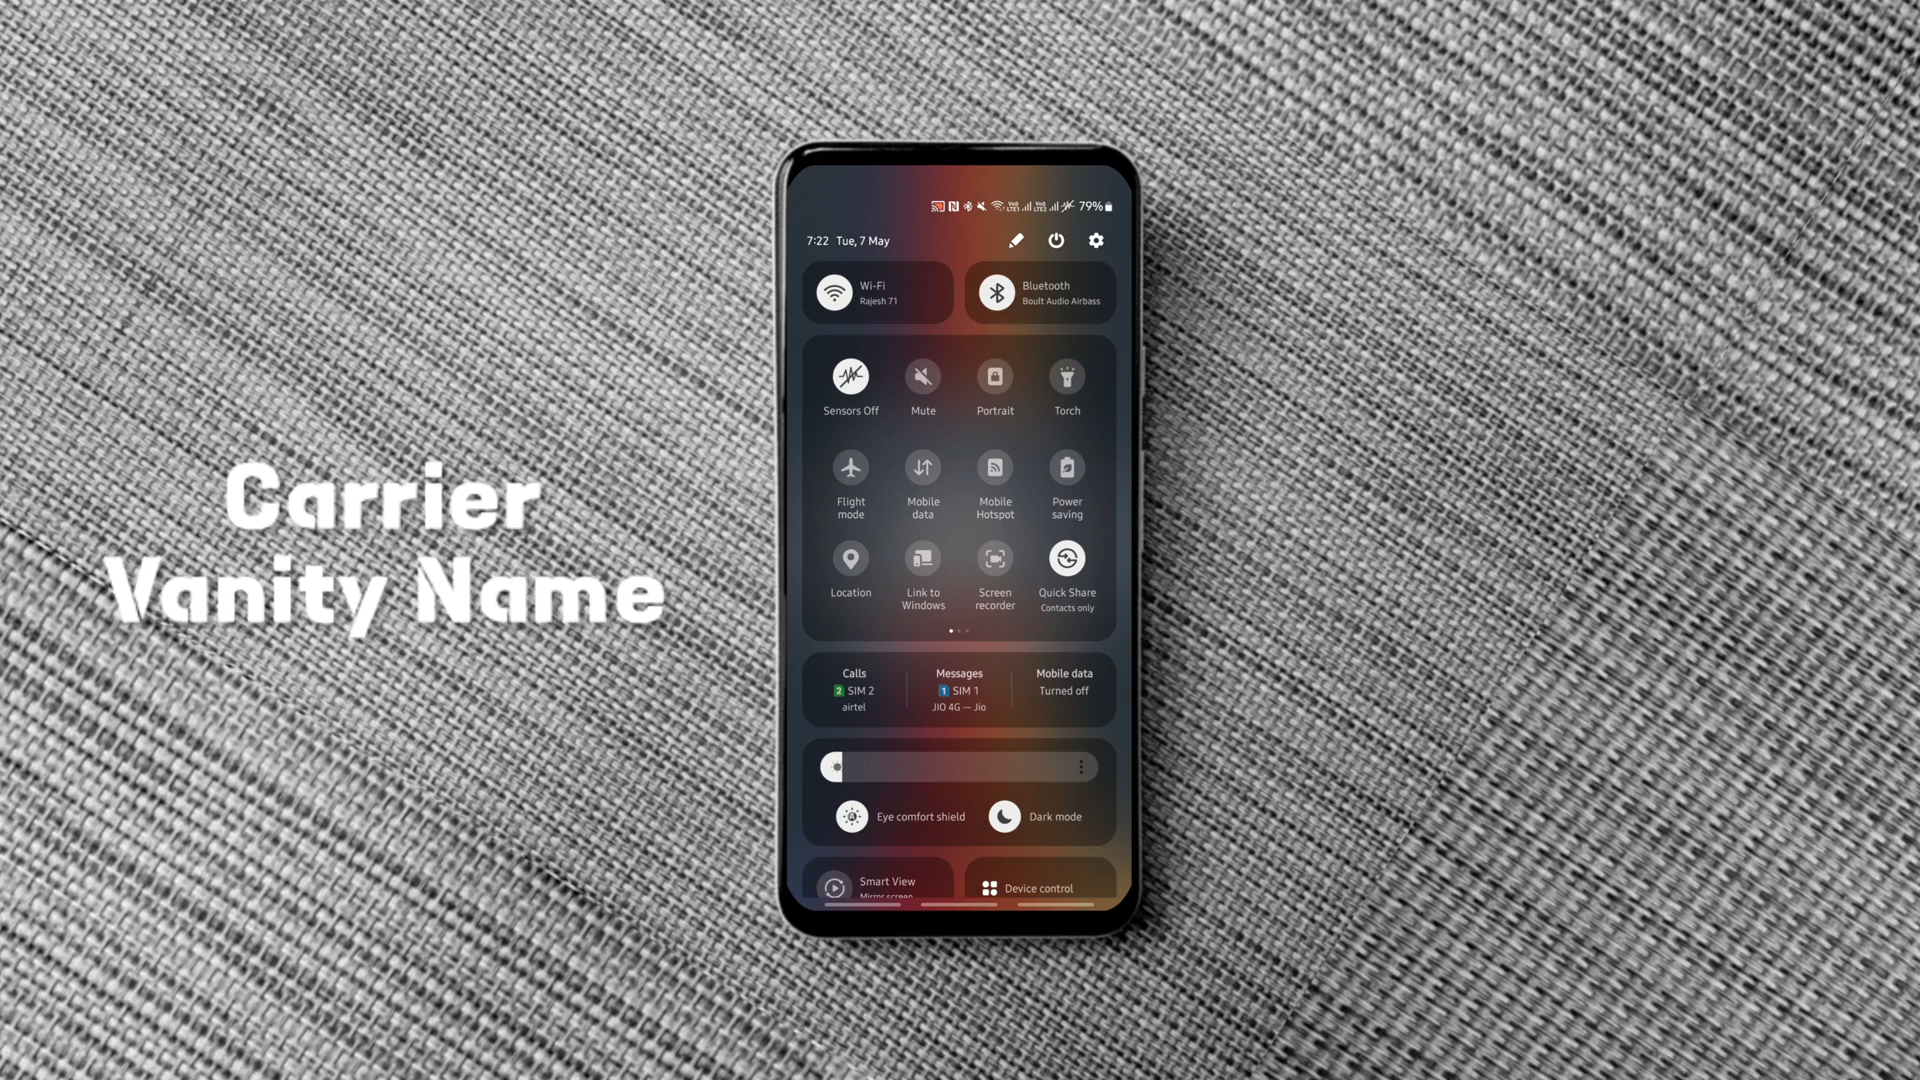 Carrier
Vanity Name
79%
7:22 Tue, 7 May
Wi-Fi
Rajesh 71
Bluetooth
Boult Audio Airbass
Sensors Off
Mute
Portrait
Torch
Flight
mode
Mobile
data
Mobile
Hotspot
Power
saving
Location
Link to
Windows
Screen
recorder
Quick Share
Contacts only
Calls
2 SIM 2
airtel
Messages
1 SIM 1
JIO 4G — Jio
Mobile data
Turned off
Eye comfort shield
Dark mode
Smart View
Mirror screen
Device control